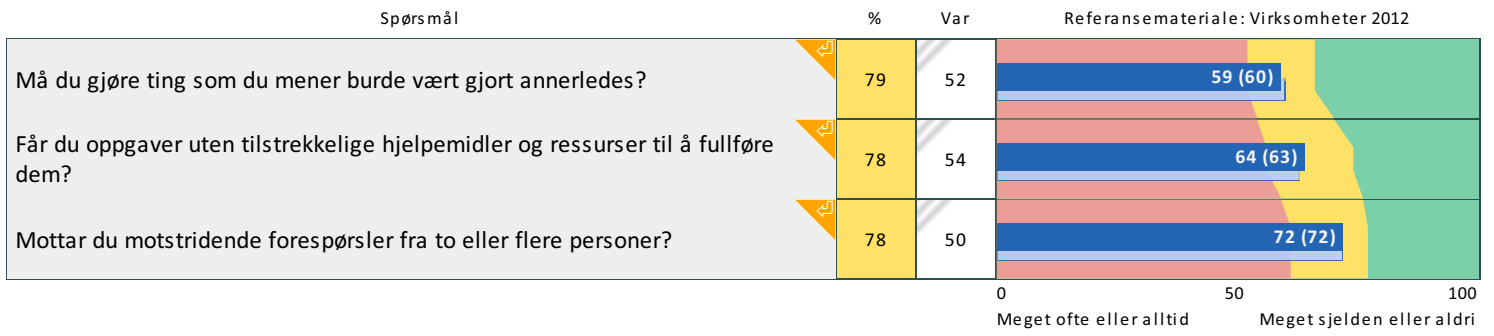 Spørsmål % Var Referansemateriale: Virksomheter 2012
Må du gjøre ting som du mener burde vært gjort annerledes? 79 52 59 (60)
Får du oppgaver uten tilstrekkelige hjelpemidler og ressurser til å fullføre
dem? 78 54 64 (63)
Mottar du motstridende forespørsler fra to eller flere personer? 78 50 72 (72)
0 50 100
Meget ofte eller alltid Meget sjelden eller aldri